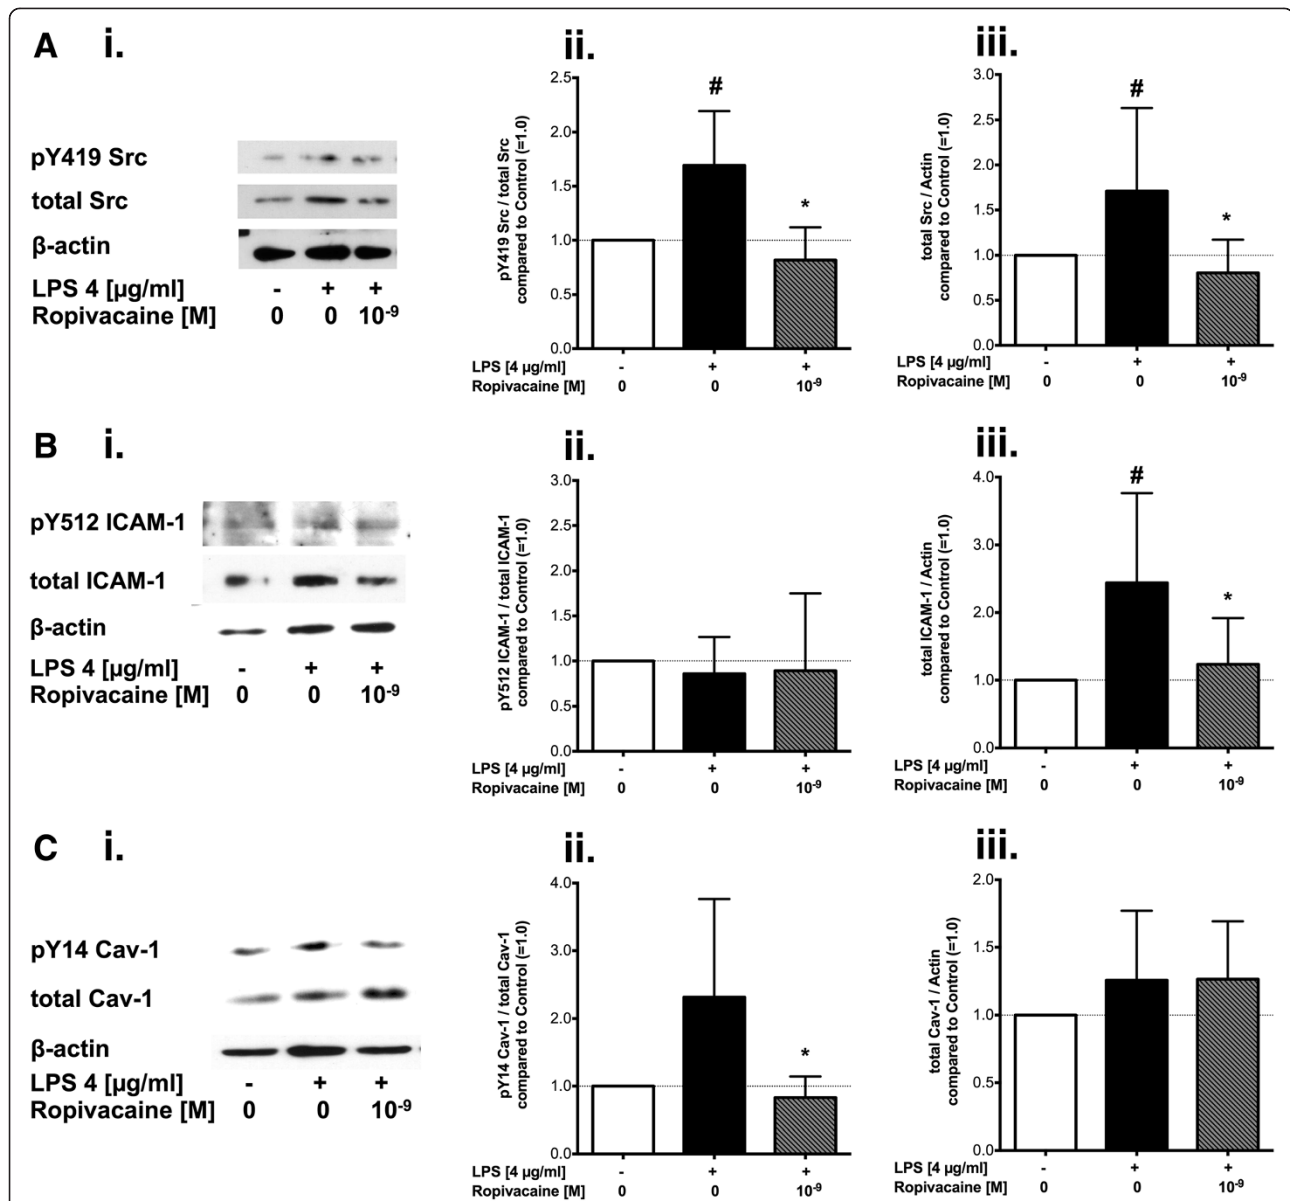 A i.
pY419 Src
total Src
β-actin
LPS 4 [µg/ml] - + +
Ropivacaine [M] 0 0 10⁻⁹
ii.
pY419 Src / total Src
compared to Control (=1.0)
2.5
2.0
1.5
1.0
0.5
0.0
#
*
LPS [4 µg/ml] - + +
Ropivacaine [M] 0 0 10⁻⁹
iii.
total Src / Actin
compared to Control (=1.0)
3.0
2.5
2.0
1.5
1.0
0.5
0.0
#
*
LPS [4 µg/ml] - + +
Ropivacaine [M] 0 0 10⁻⁹
B i.
pY512 ICAM-1
total ICAM-1
β-actin
LPS 4 [µg/ml] - + +
Ropivacaine [M] 0 0 10⁻⁹
ii.
pY512 ICAM-1 / total ICAM-1
compared to Control (=1.0)
3.0
2.5
2.0
1.5
1.0
0.5
0.0
LPS [4 µg/ml] - + +
Ropivacaine [M] 0 0 10⁻⁹
iii.
total ICAM-1 / Actin
compared to Control (=1.0)
4.0
3.0
2.0
1.0
0.0
#
*
LPS [4 µg/ml] - + +
Ropivacaine [M] 0 0 10⁻⁹
C i.
pY14 Cav-1
total Cav-1
β-actin
LPS 4 [µg/ml] - + +
Ropivacaine [M] 0 0 10⁻⁹
ii.
pY14 Cav-1 / total Cav-1
compared to Control (=1.0)
4.0
3.0
2.0
1.0
0.0
*
LPS [4 µg/ml] - + +
Ropivacaine [M] 0 0 10⁻⁹
iii.
total Cav-1 / Actin
compared to Control (=1.0)
2.0
1.5
1.0
0.5
0.0
LPS [4 µg/ml] - + +
Ropivacaine [M] 0 0 10⁻⁹